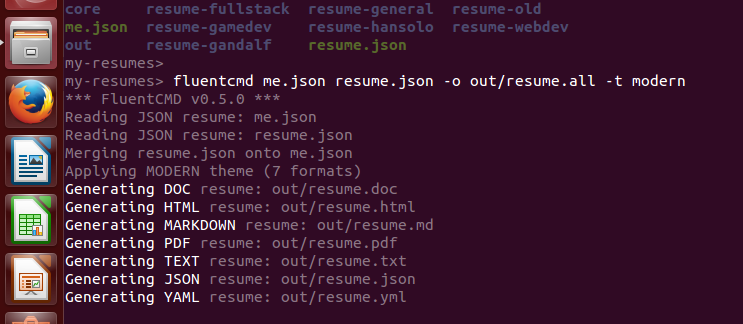 core resume-fullstack resume-general resume-old
me.json resume-gamedev resume-hansolo resume-webdev
out resume-gandalf resume.json
my-resumes>
my-resumes> fluentcmd me.json resume.json -o out/resume.all -t modern
*** FluentCMD v0.5.0 ***
Reading JSON resume: me.json
Reading JSON resume: resume.json
Merging resume.json onto me.json
Applying MODERN theme (7 formats)
Generating DOC resume: out/resume.doc
Generating HTML resume: out/resume.html
Generating MARKDOWN resume: out/resume.md
Generating PDF resume: out/resume.pdf
Generating TEXT resume: out/resume.txt
Generating JSON resume: out/resume.json
Generating YAML resume: out/resume.yml